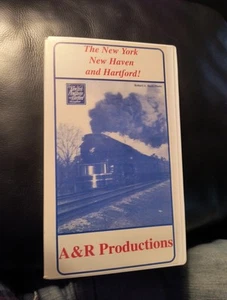 The New York
New Haven
and Hartford!
A&R Productions